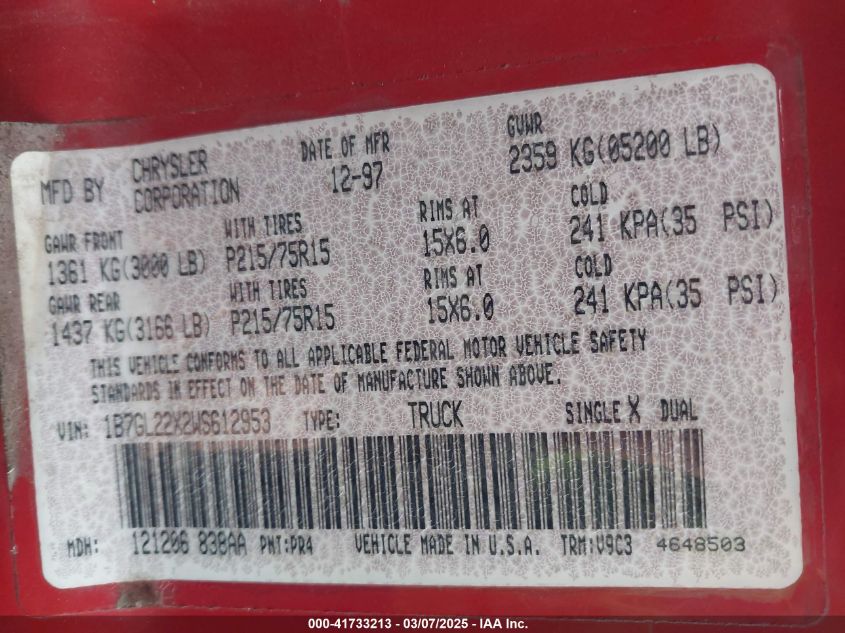 MFD BY CHRYSLER CORPORATION DATE OF MFR 12-97 GVWR 2359 KG(05200 LB)
GAWR FRONT WITH TIRES RIMS AT COLD
1361 KG(3000 LB) P215/75R15 15X6.0 241 KPA(35 PSI)
GAWR REAR WITH TIRES RIMS AT COLD
1437 KG(3166 LB) P215/75R15 15X6.0 241 KPA(35 PSI)
THIS VEHICLE CONFORMS TO ALL APPLICABLE FEDERAL MOTOR VEHICLE SAFETY
STANDARDS IN EFFECT ON THE DATE OF MANUFACTURE SHOWN ABOVE.
VIN: 1B7GL22X2WS612953 TYPE: TRUCK SINGLE X DUAL
MDH: 121206 838AA PNT:PR4 VEHICLE MADE IN U.S.A. TRM:V9C3 4648503
000-41733213 - 03/07/2025 - IAA Inc.